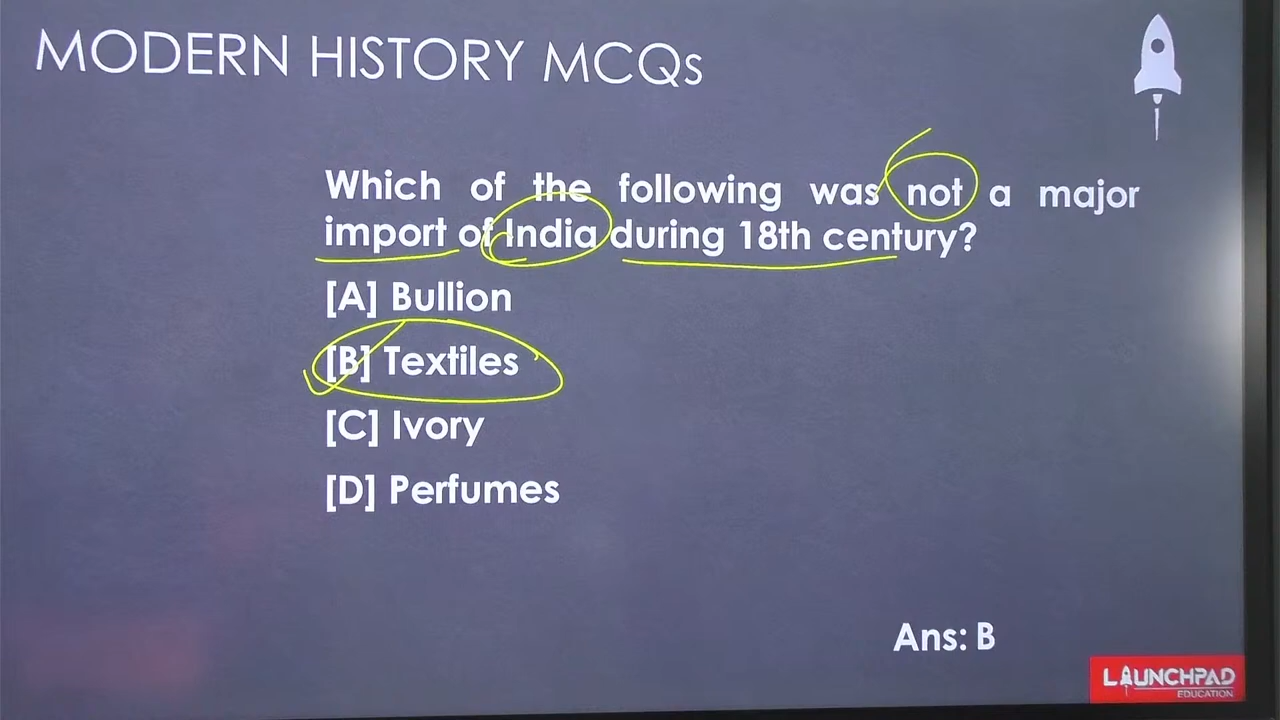 MODERN HISTORY MCQs
Which of the following was not a major
import of India during 18th century?
[A] Bullion
[B] Textiles
[C] Ivory
[D] Perfumes
Ans: B
LAUNCHPAD
EDUCATION